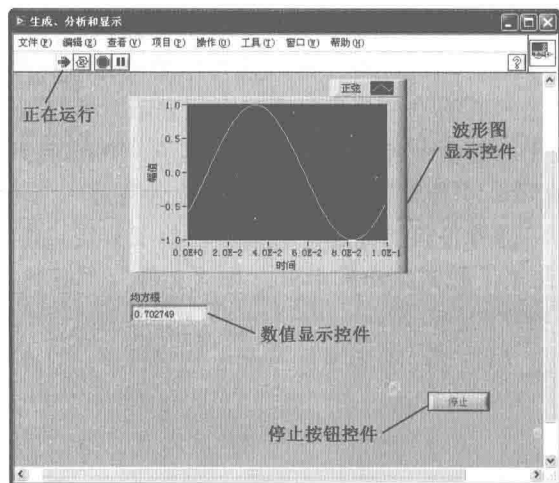 生成、分析和显示
文件(F) 编辑(E) 查看(V) 项目(P) 操作(O) 工具(T) 窗口(W) 帮助(H)
正在运行
正弦
波形图
显示控件
幅值
1.0
0.5
0.0
-0.5
-1.0
0.0E+0 2.0E-2 4.0E-2 6.0E-2 8.0E-2 1.0E-1
时间
均方根
0.702749
数值显示控件
停止
停止按钮控件